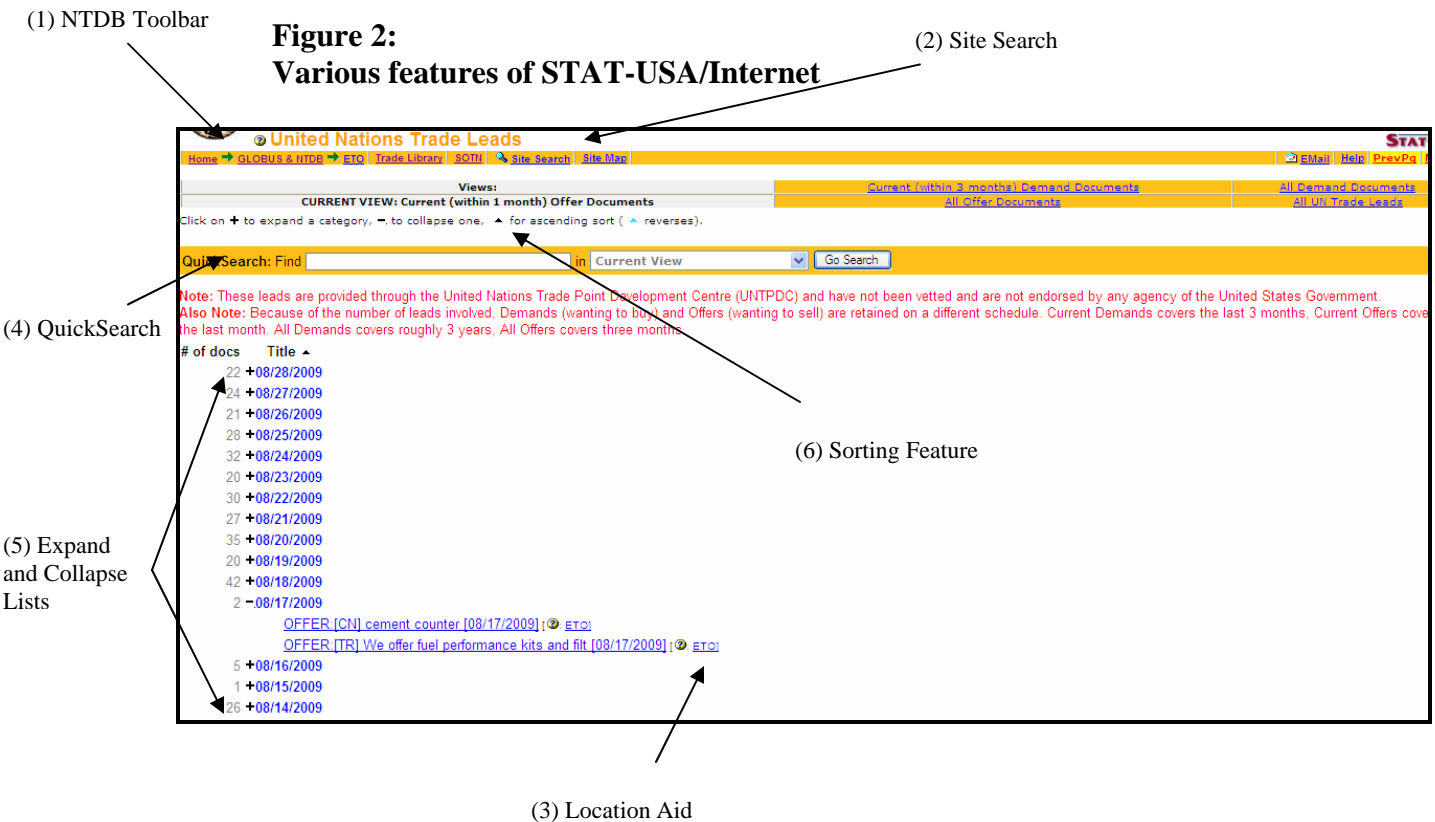 (1) NTDB Toolbar
Figure 2:
Various features of STAT-USA/Internet
(2) Site Search
United Nations Trade Leads
STAT
Home GLOBUS & NTDB ETO Trade Library SOTN Site Search Site Map
EMail Help PrevPg
Views:
Current (within 3 months) Demand Documents
All Demand Documents
CURRENT VIEW: Current (within 1 month) Offer Documents
All Offer Documents
All UN Trade Leads
Click on + to expand a category, −. to collapse one, ▲ for ascending sort ( ▲ reverses).
QuickSearch: Find in Current View Go Search
Note: These leads are provided through the United Nations Trade Point Development Centre (UNTPDC) and have not been vetted and are not endorsed by any agency of the United States Government.
Also Note: Because of the number of leads involved, Demands (wanting to buy) and Offers (wanting to sell) are retained on a different schedule. Current Demands covers the last 3 months, Current Offers cove
the last month. All Demands covers roughly 3 years, All Offers covers three months
(4) QuickSearch
# of docs Title ▲
22 +08/28/2009
24 +08/27/2009
21 +08/26/2009
28 +08/25/2009
32 +08/24/2009
(6) Sorting Feature
20 +08/23/2009
30 +08/22/2009
27 +08/21/2009
35 +08/20/2009
20 +08/19/2009
42 +08/18/2009
(5) Expand
and Collapse
Lists
2 −.08/17/2009
OFFER:[CN] cement counter [08/17/2009] [?: ETO]
OFFER:[TR] We offer fuel performance kits and filt [08/17/2009] [?: ETO]
5 +08/16/2009
1 +08/15/2009
26 +08/14/2009
(3) Location Aid